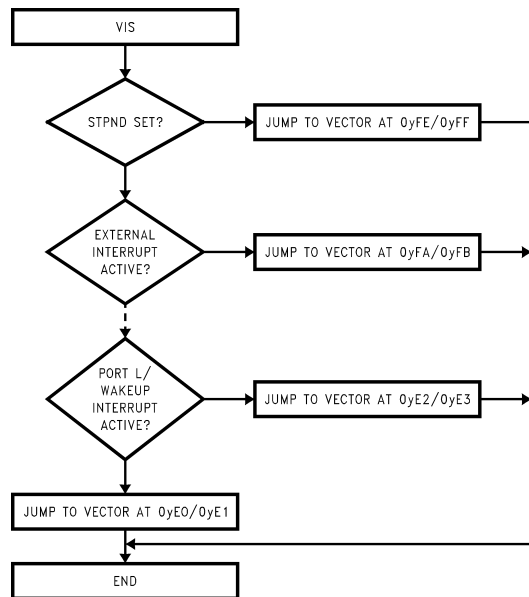 VIS
STPND SET?
JUMP TO VECTOR AT 0yFE/0yFF
EXTERNAL
INTERRUPT
ACTIVE?
JUMP TO VECTOR AT 0yFA/0yFB
PORT L/
WAKEUP
INTERRUPT
ACTIVE?
JUMP TO VECTOR AT 0yE2/0yE3
JUMP TO VECTOR AT 0yE0/0yE1
END